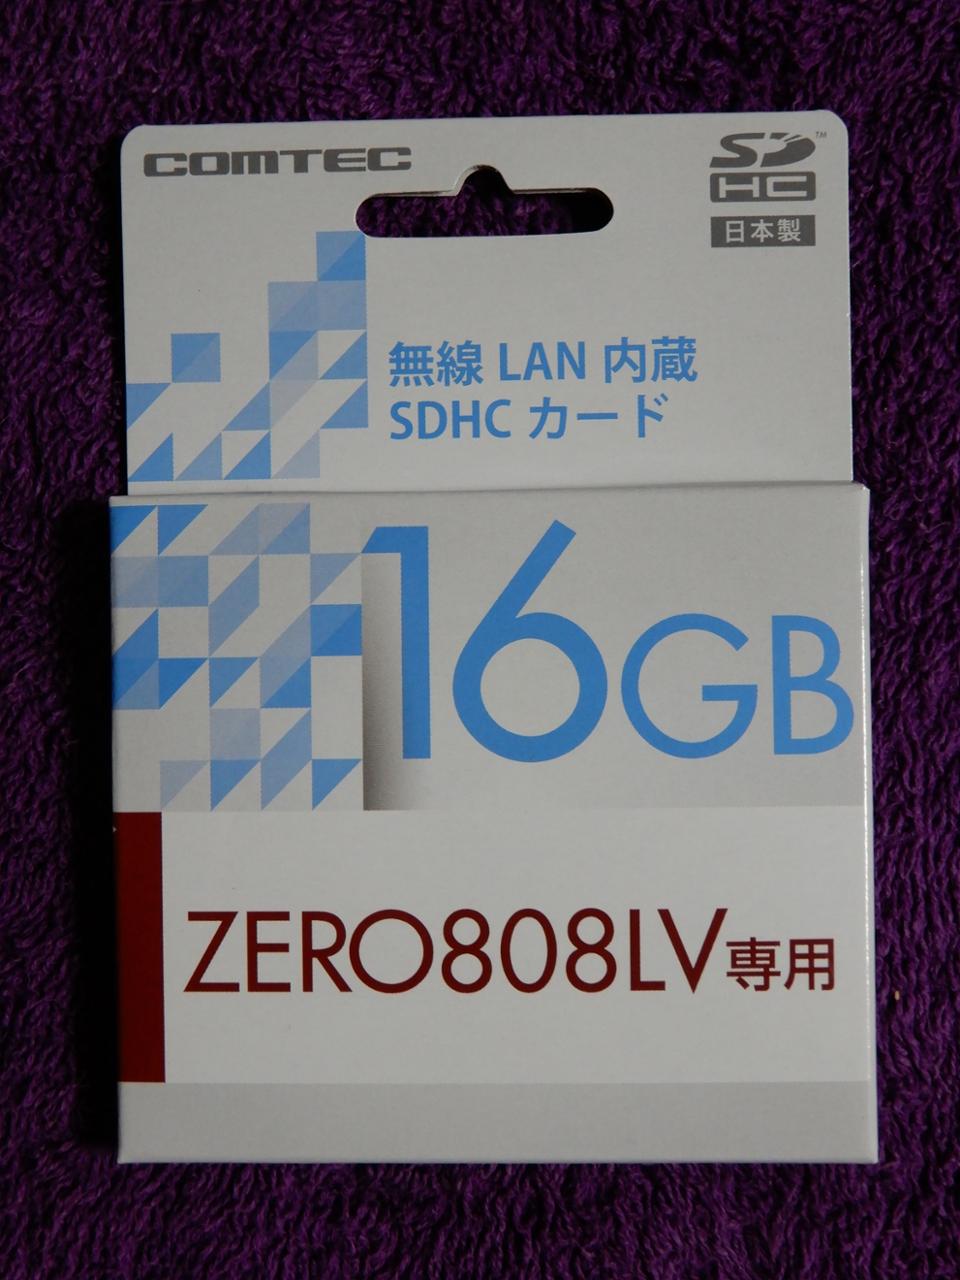 COMTEC
SD™
HC
日本製
無線 LAN 内蔵
SDHC カード
16GB
ZERO808LV専用